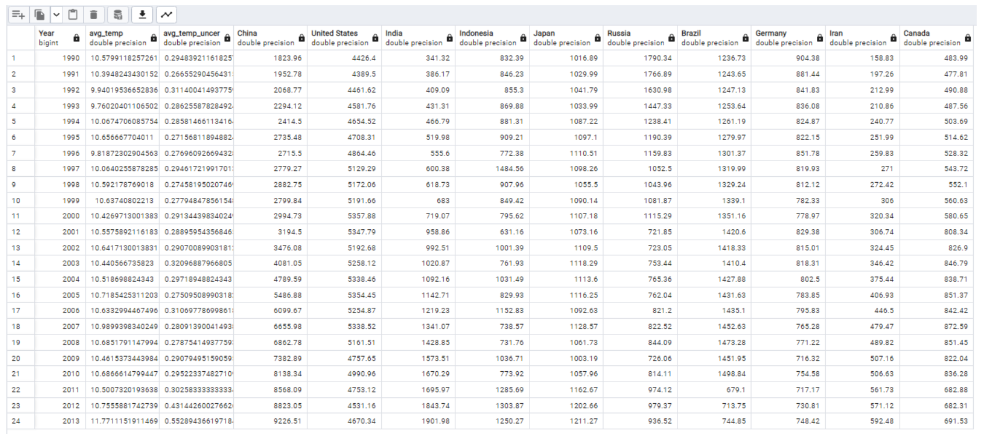 Year avg_temp avg_temp_uncer China United States India Indonesia Japan Russia Brazil Germany Iran Canada
bigint double precision double precision double precision double precision double precision double precision double precision double precision double precision double precision double precision double precision
1 1990 10.5799118257261 0.29483921161825 1823.96 4426.4 341.32 832.39 1016.89 1790.34 1236.73 904.38 158.83 483.99
2 1991 10.3948243430152 0.26655290456431 1952.78 4389.5 386.17 846.23 1029.99 1766.89 1243.65 881.44 197.26 477.81
3 1992 9.94019536652836 0.31140041493775 2068.77 4461.62 409.09 855.3 1041.79 1630.98 1247.13 841.83 212.99 490.88
4 1993 9.76020401106502 0.28625587828492 2294.12 4581.76 431.31 869.88 1033.99 1447.33 1253.64 836.08 210.86 487.56
5 1994 10.0674706085754 0.28581466113416 2414.5 4654.52 466.79 881.31 1087.22 1238.41 1261.19 824.87 240.77 503.69
6 1995 10.656667704011 0.27156811894882 2735.48 4708.31 519.98 909.21 1097.1 1190.39 1279.97 822.15 251.99 514.62
7 1996 9.81872302904563 0.27696092669432 2715.5 4864.46 555.6 772.38 1110.51 1159.83 1301.37 851.78 259.83 528.32
8 1997 10.0640255878285 0.29461721991701 2779.27 5129.29 600.38 1484.56 1098.26 1052.5 1319.99 819.93 271 543.72
9 1998 10.592178769018 0.27458195020746 2882.75 5172.06 618.73 907.96 1055.5 1043.96 1329.24 812.12 272.42 552.1
10 1999 10.63740802213 0.27794847856154 2799.84 5191.66 683 849.42 1090.14 1081.87 1339.1 782.33 306 560.63
11 2000 10.4269713001383 0.29134439834024 2994.73 5357.88 719.07 795.62 1107.18 1115.29 1351.16 778.97 320.34 580.65
12 2001 10.5575892116183 0.28895954356846 3194.5 5347.79 958.86 631.16 1073.16 721.85 1420.6 829.38 306.74 808.34
13 2002 10.6417130013831 0.29070089903181 3476.08 5192.68 992.51 1001.39 1109.5 723.05 1418.33 815.01 324.45 826.9
14 2003 10.440566735823 0.32096887966805 4081.05 5258.12 1020.87 761.93 1118.29 753.44 1410.4 818.31 346.42 846.79
15 2004 10.518698824343 0.29718948824343 4789.59 5338.46 1092.16 1031.49 1113.6 765.36 1427.88 802.5 375.44 838.71
16 2005 10.7185425311203 0.27509508990318 5486.88 5354.45 1142.71 829.93 1116.25 762.04 1431.63 783.85 406.93 851.37
17 2006 10.6332994467496 0.31069778699861 6099.67 5254.87 1219.23 1152.83 1092.63 821.2 1435.1 795.83 446.5 842.42
18 2007 10.9899398340249 0.28091390041493 6655.98 5338.52 1341.07 738.57 1128.57 822.52 1452.63 765.28 479.47 872.59
19 2008 10.6851791147994 0.27875414937759 6862.78 5161.51 1428.85 731.76 1061.73 844.09 1473.28 771.22 489.82 851.45
20 2009 10.4615373443984 0.29079495159059 7382.89 4757.65 1573.51 1036.71 1003.19 726.06 1451.95 716.32 507.16 822.04
21 2010 10.6866614799447 0.29522337482710 8138.34 4990.96 1670.29 773.92 1057.96 814.11 1498.84 754.58 506.63 836.28
22 2011 10.5007320193638 0.30258333333333 8568.09 4753.12 1695.97 1285.69 1162.67 974.12 679.1 717.17 561.73 682.88
23 2012 10.7555881742739 0.43144260027662 8823.05 4531.16 1843.74 1303.87 1202.66 979.37 713.75 730.81 571.12 682.31
24 2013 11.7711151911469 0.55289436619718 9226.51 4670.34 1901.98 1250.27 1211.27 936.52 744.85 748.42 592.48 691.53